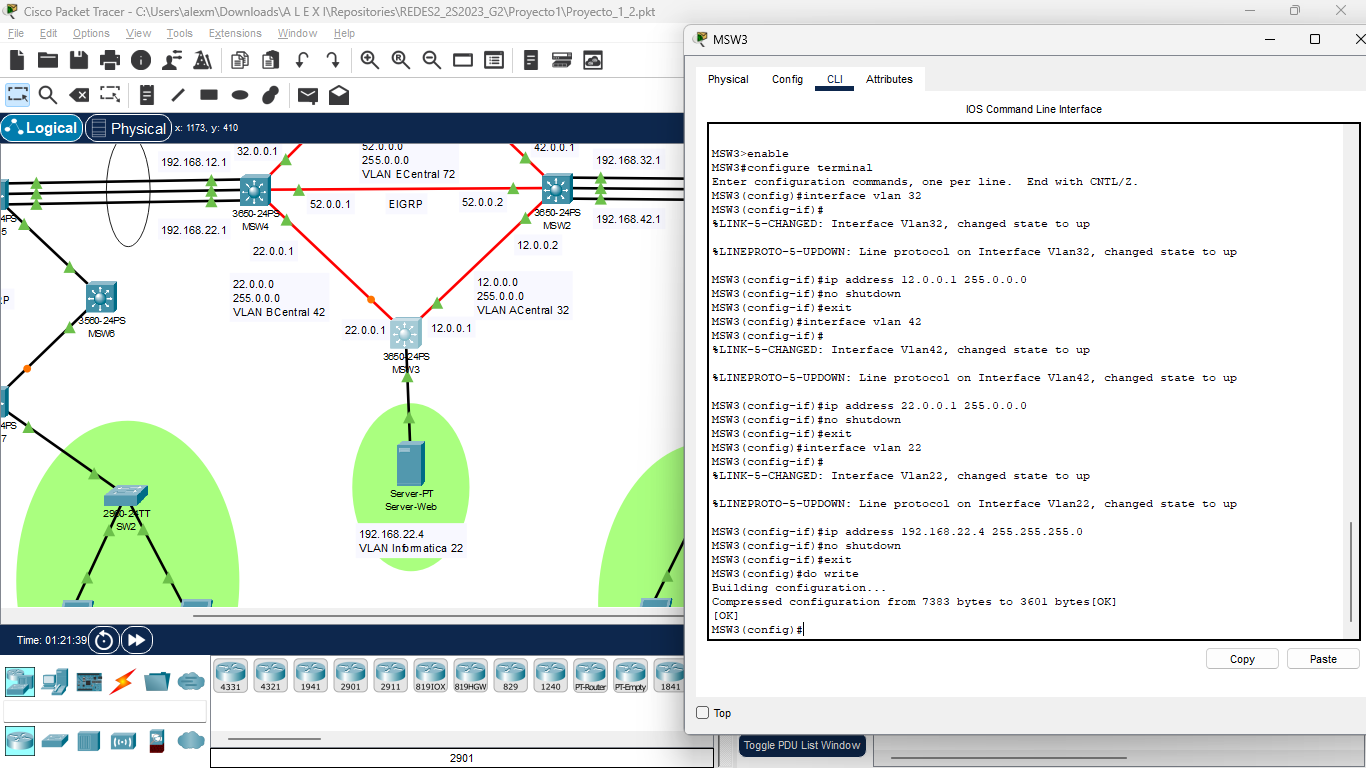 Cisco Packet Tracer - C:\Users\alexm\Downloads\A L E X I\Repositories\REDES2_2S2023_G2\Proyecto1\Proyecto_1_2.pkt
File Edit Options View Tools Extensions Window Help
Logical Physical x: 1173, y: 410
192.168.12.1
32.0.0.1
52.0.0.0
255.0.0.0
VLAN ECentral 72
42.0.0.1
192.168.32.1
3650-24PS
MSW4
52.0.0.1
EIGRP
52.0.0.2
3650-24PS
MSW2
192.168.42.1
192.168.22.1
22.0.0.1
12.0.0.2
22.0.0.0
255.0.0.0
VLAN BCentral 42
12.0.0.0
255.0.0.0
VLAN ACentral 32
3560-24PS
MSW6
22.0.0.1
12.0.0.1
3650-24PS
MSW3
4PS
5
P
4PS
7
2960-24TT
SW2
Server-PT
Server-Web
192.168.22.4
VLAN Informatica 22
Time: 01:21:39
4331 4321 1941 2901 2911 819IOX 819HGW 829 1240 PT-Router PT-Empty 1841
2901
MSW3
Physical Config CLI Attributes
IOS Command Line Interface
MSW3>enable
MSW3#configure terminal
Enter configuration commands, one per line.  End with CNTL/Z.
MSW3(config)#interface vlan 32
MSW3(config-if)#
%LINK-5-CHANGED: Interface Vlan32, changed state to up
%LINEPROTO-5-UPDOWN: Line protocol on Interface Vlan32, changed state to up
MSW3(config-if)#ip address 12.0.0.1 255.0.0.0
MSW3(config-if)#no shutdown
MSW3(config-if)#exit
MSW3(config)#interface vlan 42
MSW3(config-if)#
%LINK-5-CHANGED: Interface Vlan42, changed state to up
%LINEPROTO-5-UPDOWN: Line protocol on Interface Vlan42, changed state to up
MSW3(config-if)#ip address 22.0.0.1 255.0.0.0
MSW3(config-if)#no shutdown
MSW3(config-if)#exit
MSW3(config)#interface vlan 22
MSW3(config-if)#
%LINK-5-CHANGED: Interface Vlan22, changed state to up
%LINEPROTO-5-UPDOWN: Line protocol on Interface Vlan22, changed state to up
MSW3(config-if)#ip address 192.168.22.4 255.255.255.0
MSW3(config-if)#no shutdown
MSW3(config-if)#exit
MSW3(config)#do write
Building configuration...
Compressed configuration from 7383 bytes to 3601 bytes[OK]
[OK]
MSW3(config)#
Copy Paste
Top
Toggle PDU List Window